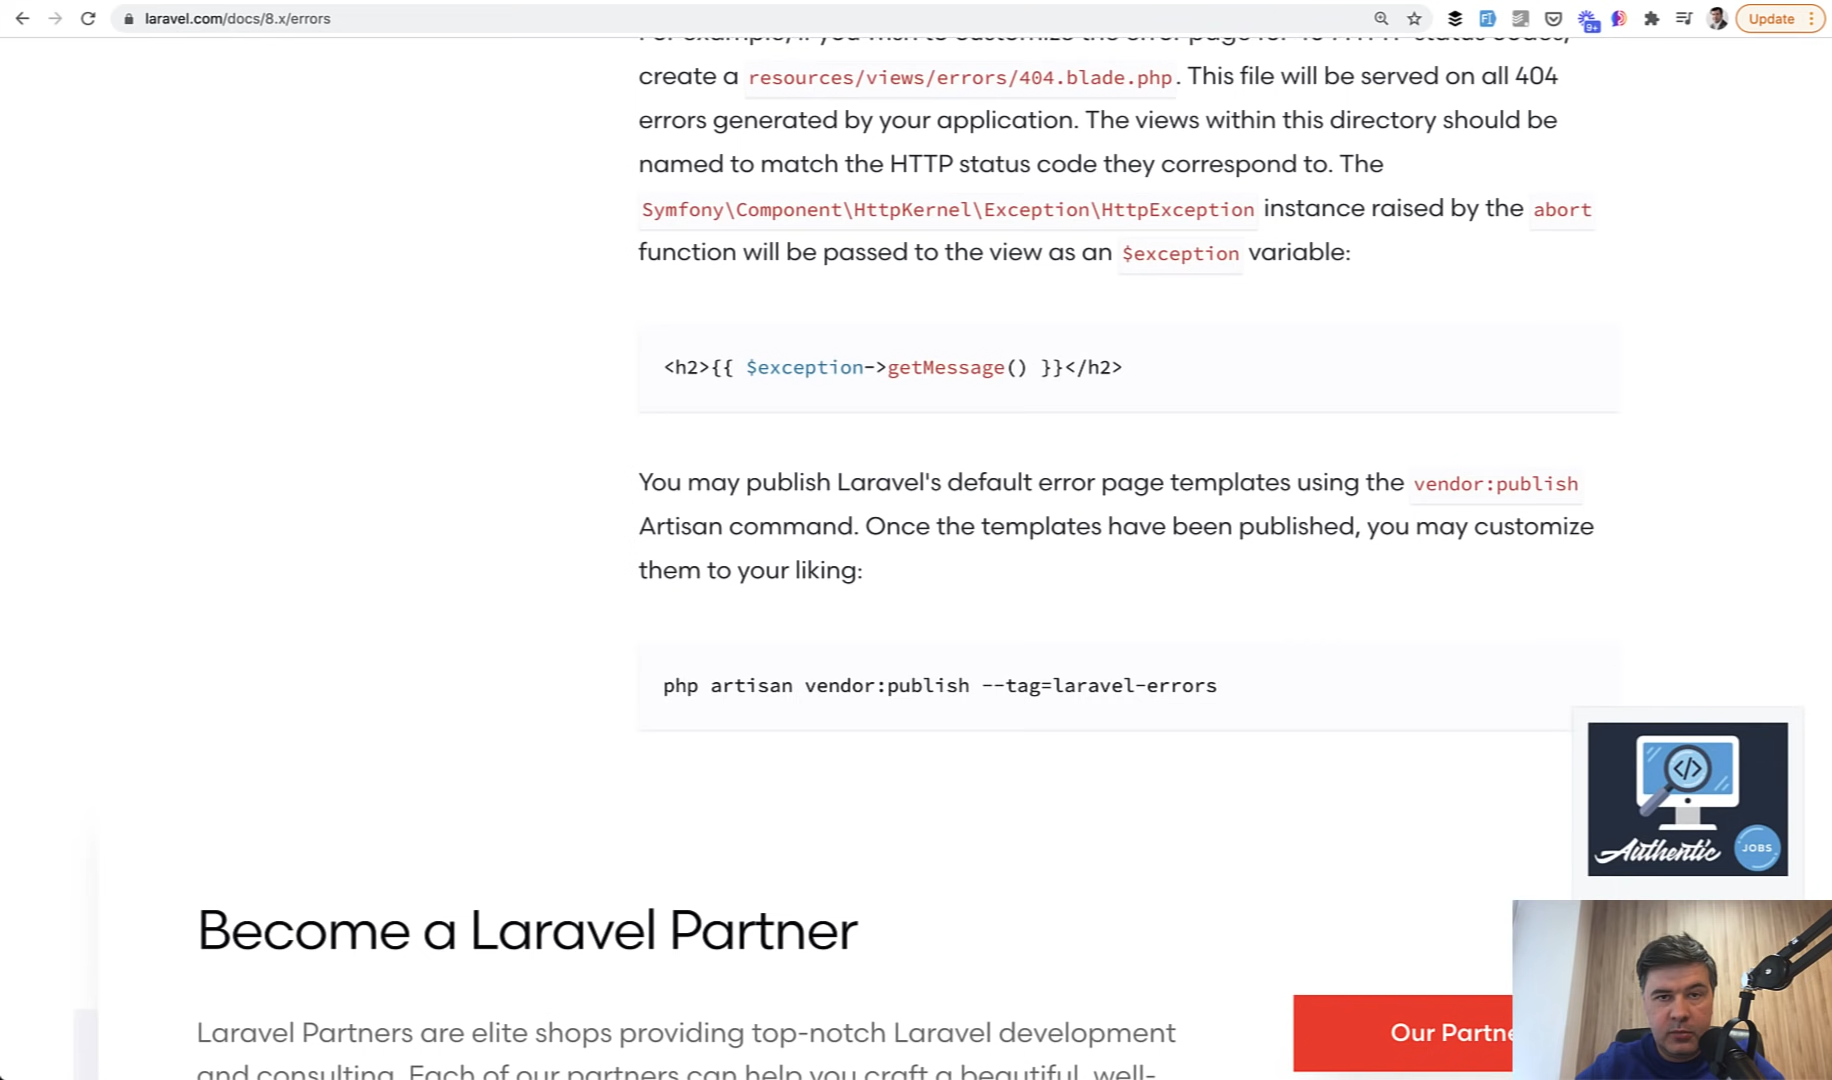 laravel.com/docs/8.x/errors
Update
9+
create a resources/views/errors/404.blade.php. This file will be served on all 404
errors generated by your application. The views within this directory should be
named to match the HTTP status code they correspond to. The
Symfony\Component\HttpKernel\Exception\HttpException instance raised by the abort
function will be passed to the view as an $exception variable:
<h2>{{ $exception->getMessage() }}</h2>
You may publish Laravel's default error page templates using the vendor:publish
Artisan command. Once the templates have been published, you may customize
them to your liking:
php artisan vendor:publish --tag=laravel-errors
</>
Authentic JOBS
Become a Laravel Partner
Laravel Partners are elite shops providing top-notch Laravel development
and consulting. Each of our partners can help you craft a beautiful, well-
Our Partne